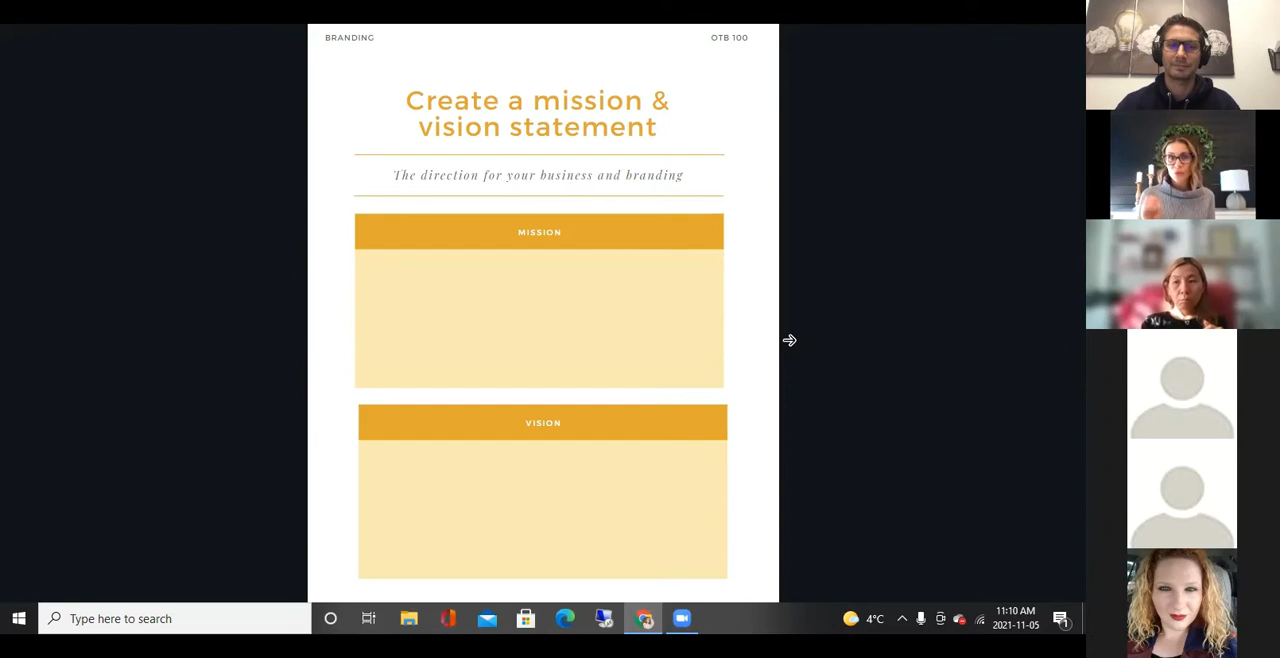 BRANDING
OTB 100
Create a mission &
vision statement
The direction for your business and branding
MISSION
VISION
Type here to search
4°C
11:10 AM
2021-11-05
1